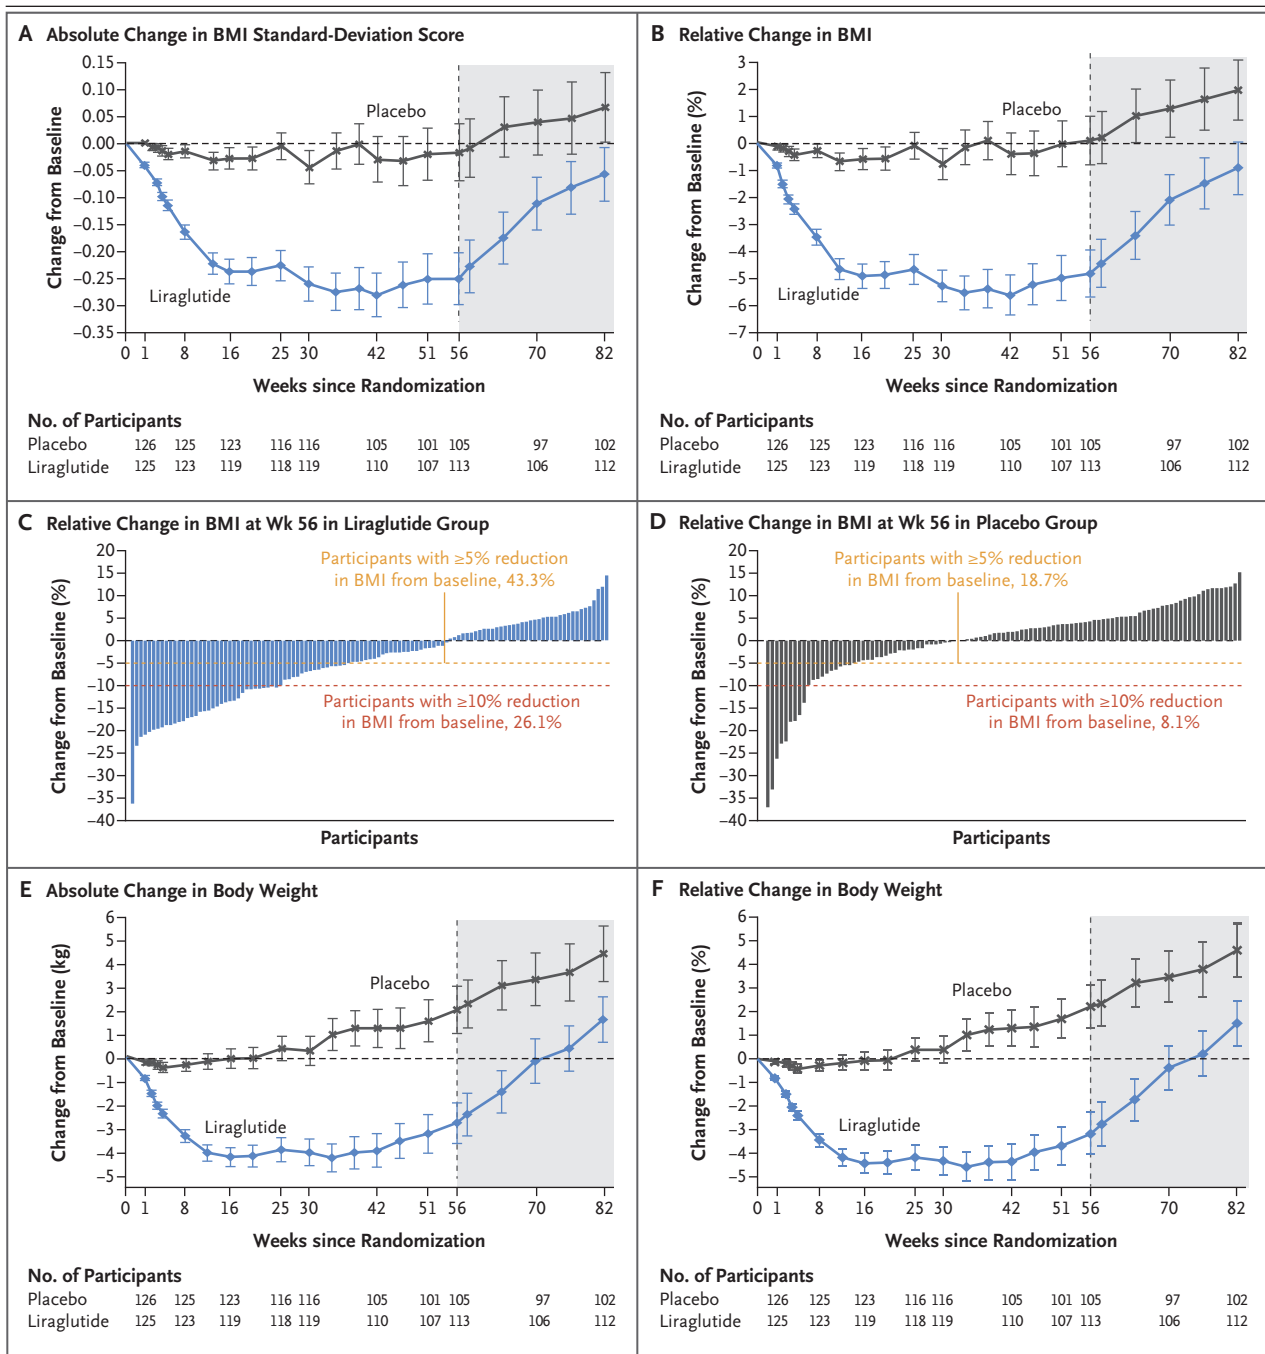 A Absolute Change in BMI Standard-Deviation Score
Change from Baseline
0.15
0.10
0.05
0.00
−0.05
−0.10
−0.15
−0.20
−0.25
−0.30
−0.35
Placebo
Liraglutide
0 1 8 16 25 30 42 51 56 70 82
Weeks since Randomization
No. of Participants
Placebo 126 125 123 116 116 105 101 105 97 102
Liraglutide 125 123 119 118 119 110 107 113 106 112
B Relative Change in BMI
Change from Baseline (%)
3
2
1
0
−1
−2
−3
−4
−5
−6
−7
Placebo
Liraglutide
0 1 8 16 25 30 42 51 56 70 82
Weeks since Randomization
No. of Participants
Placebo 126 125 123 116 116 105 101 105 97 102
Liraglutide 125 123 119 118 119 110 107 113 106 112
C Relative Change in BMI at Wk 56 in Liraglutide Group
Change from Baseline (%)
20
15
10
5
0
−5
−10
−15
−20
−25
−30
−35
−40
Participants with ≥5% reduction
in BMI from baseline, 43.3%
Participants with ≥10% reduction
in BMI from baseline, 26.1%
Participants
D Relative Change in BMI at Wk 56 in Placebo Group
Change from Baseline (%)
20
15
10
5
0
−5
−10
−15
−20
−25
−30
−35
−40
Participants with ≥5% reduction
in BMI from baseline, 18.7%
Participants with ≥10% reduction
in BMI from baseline, 8.1%
Participants
E Absolute Change in Body Weight
Change from Baseline (kg)
6
5
4
3
2
1
0
−1
−2
−3
−4
−5
Placebo
Liraglutide
0 1 8 16 25 30 42 51 56 70 82
Weeks since Randomization
No. of Participants
Placebo 126 125 123 116 116 105 101 105 97 102
Liraglutide 125 123 119 118 119 110 107 113 106 112
F Relative Change in Body Weight
Change from Baseline (%)
6
5
4
3
2
1
0
−1
−2
−3
−4
−5
Placebo
Liraglutide
0 1 8 16 25 30 42 51 56 70 82
Weeks since Randomization
No. of Participants
Placebo 126 125 123 116 116 105 101 105 97 102
Liraglutide 125 123 119 118 119 110 107 113 106 112